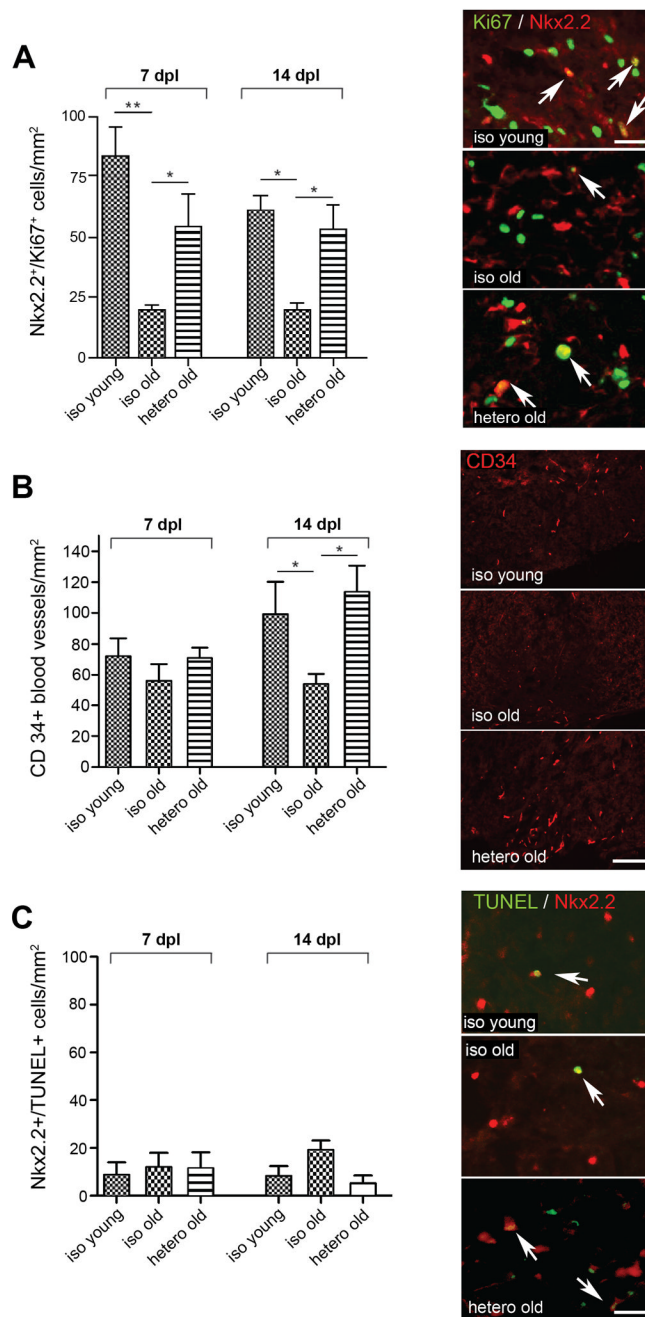 A
7 dpl
14 dpl
Nkx2.2⁺/Ki67⁺ cells/mm²
100
75
50
25
0
**
*
*
*
iso young
iso old
hetero old
iso young
iso old
hetero old
Ki67 / Nkx2.2
iso young
iso old
hetero old
B
7 dpl
14 dpl
CD 34+ blood vessels/mm²
140
120
100
80
60
40
20
0
*
*
iso young
iso old
hetero old
iso young
iso old
hetero old
CD34
iso young
iso old
hetero old
C
7 dpl
14 dpl
Nkx2.2+/TUNEL+ cells/mm²
100
80
60
40
20
0
iso young
iso old
hetero old
iso young
iso old
hetero old
TUNEL / Nkx2.2
iso young
iso old
hetero old